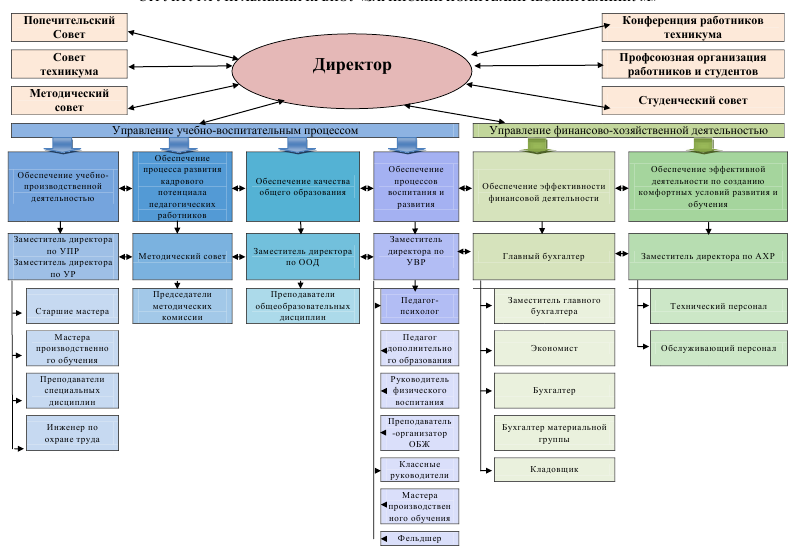 Директор
Попечительский
Совет
Совет
техникума
Методический
совет
Конференция работников
техникума
Профсоюзная организация
работников и студентов
Студенческий совет
Управление учебно-воспитательным процессом
Управление финансово-хозяйственной деятельностью
Обеспечение учебно-
производственной
деятельностью
Обеспечение
процесса развития
кадрового
потенциала
педагогических
работников
Обеспечение качества
общего образования
Обеспечение
процессов
воспитания и
развития
Обеспечение эффективности
финансовой деятельности
Обеспечение эффективной
деятельности по созданию
комфортных условий развития и
обучения
Заместитель директора
по УПР
Заместитель директора
по УР
Методический совет
Заместитель директора
по ООД
Заместитель
директора по
УВР
Главный бухгалтер
Заместитель директора по АХР
Старшие мастера
Мастера
производственно
го обучения
Преподаватели
специальных
дисциплин
Инженер по
охране труда
Председатели
методических
комиссии
Преподаватели
общеобразовательных
дисциплин
Педагог-
психолог
Педагог
дополнительно
го образования
Руководитель
физического
воспитания
Преподаватель
-организатор
ОБЖ
Классные
руководители
Мастера
производствен
ного обучения
Фельдшер
Заместитель главного
бухгалтера
Экономист
Бухгалтер
Бухгалтер материальной
группы
Кладовщик
Технический персонал
Обслуживающий персонал